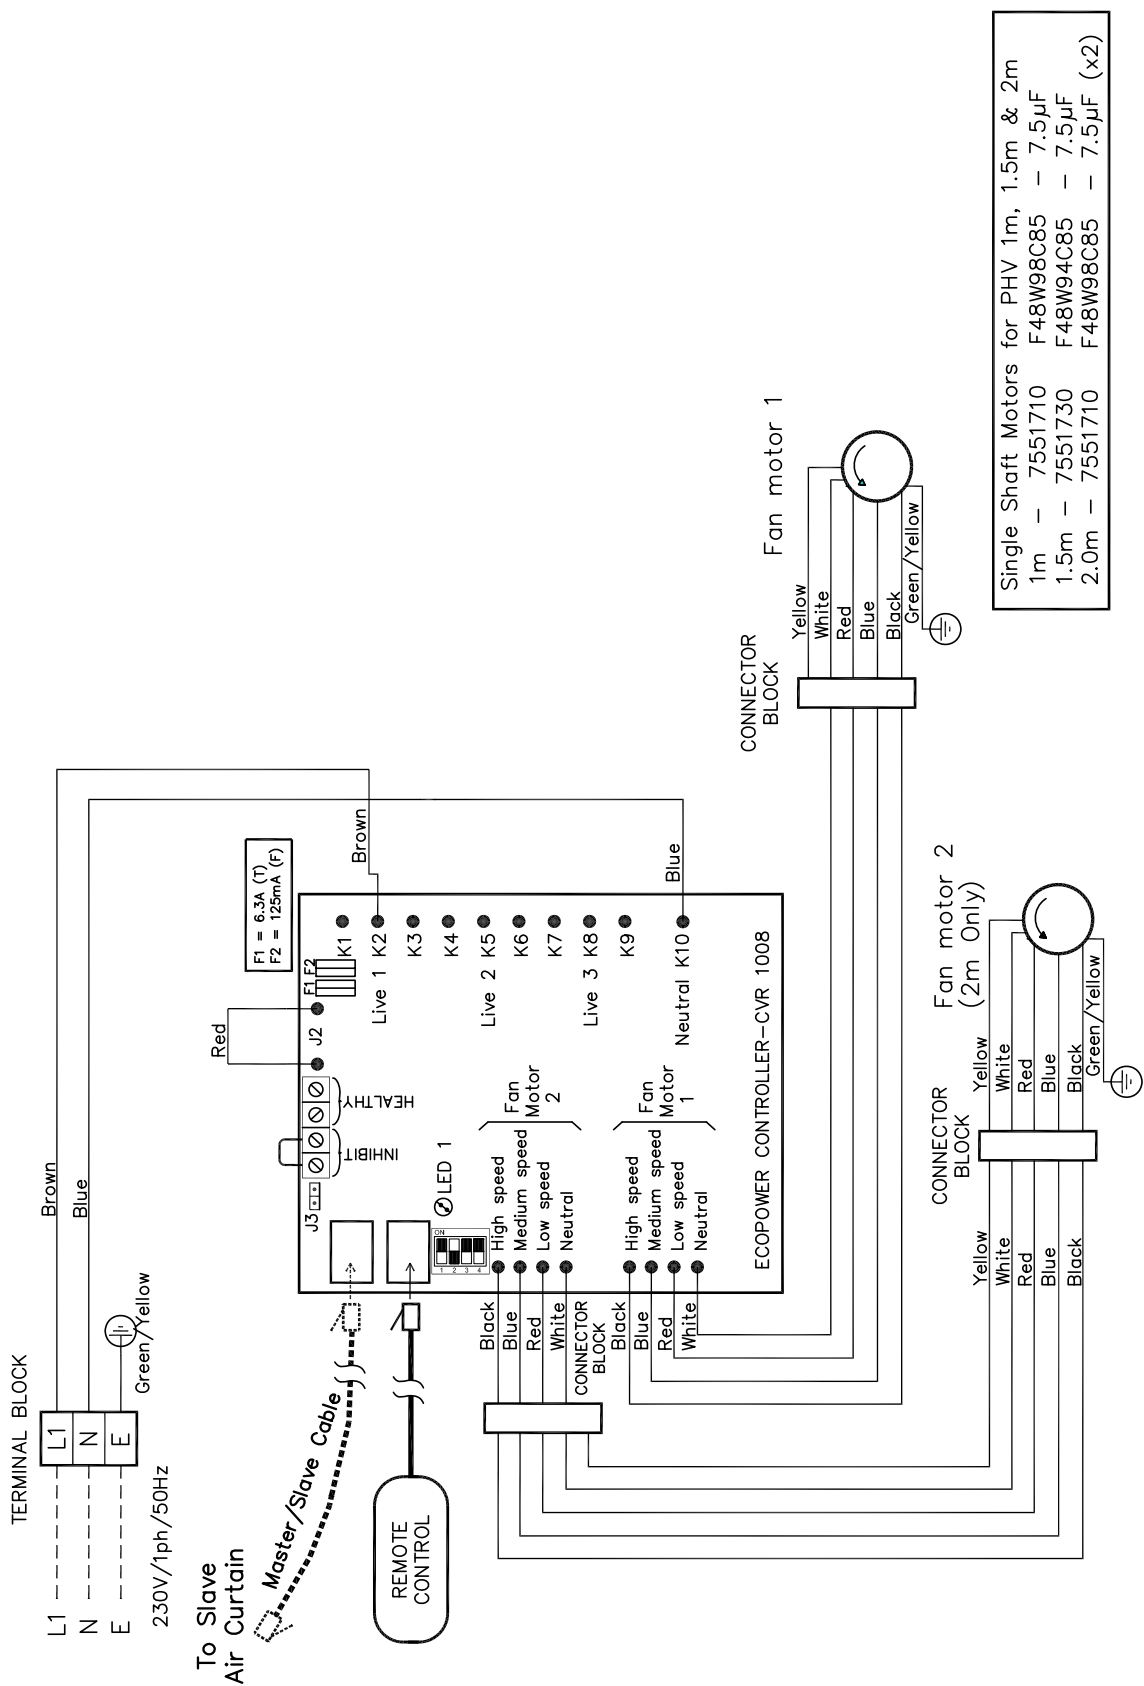 TERMINAL BLOCK
L1
N
E
L1
N
E
230V/1ph/50Hz
Green/Yellow
Brown
Blue
To Slave
Air Curtain
Master/Slave Cable
REMOTE
CONTROL
F1 = 6.3A (T)
F2 = 125mA (F)
Red
Brown
Blue
J3
INHIBIT
HEALTHY
J2
F1
F2
LED 1
ON
1
2
3
4
K1
Live 1 K2
K3
K4
Live 2 K5
K6
K7
Live 3 K8
K9
Neutral K10
High speed
Medium speed
Low speed
Neutral
Fan
Motor
2
High speed
Medium speed
Low speed
Neutral
Fan
Motor
1
ECOPOWER CONTROLLER-CVR 1008
Black
Blue
Red
White
CONNECTOR
BLOCK
Black
Blue
Red
White
CONNECTOR
BLOCK
Yellow
White
Red
Blue
Black
Green/Yellow
Fan motor 1
Yellow
White
Red
Blue
Black
CONNECTOR
BLOCK
Yellow
White
Red
Blue
Black
Green/Yellow
Fan motor 2
(2m Only)
Single Shaft Motors for PHV 1m, 1.5m & 2m
1m - 7551710 F48W98C85 - 7.5µF
1.5m - 7551730 F48W94C85 - 7.5µF
2.0m - 7551710 F48W98C85 - 7.5µF (x2)